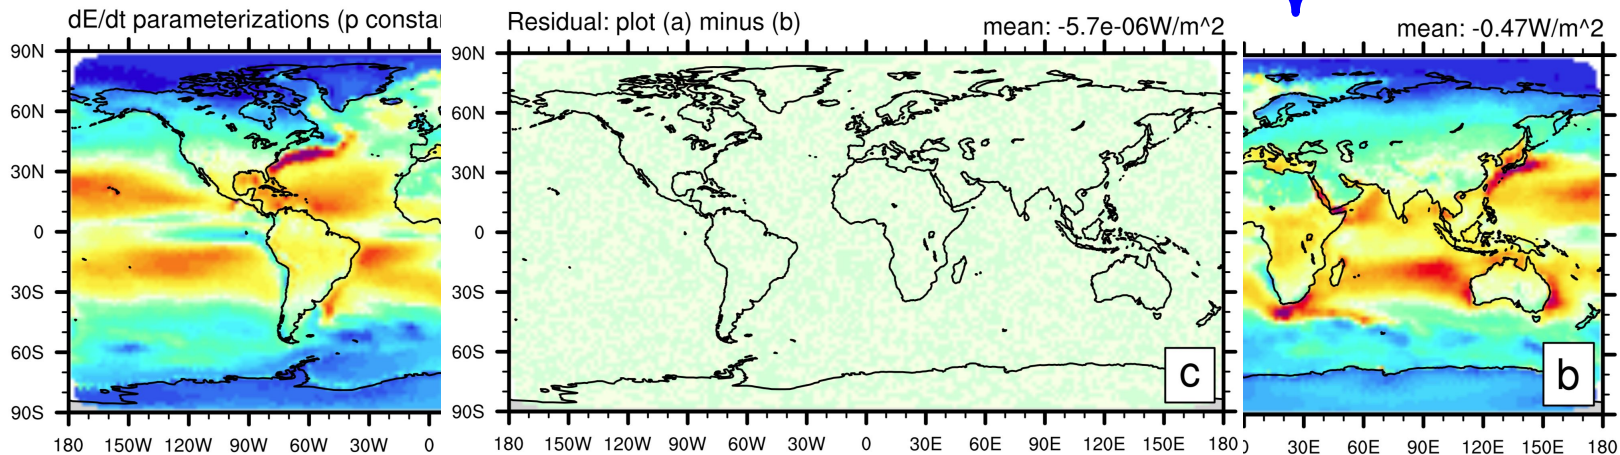 dE/dt parameterizations (p constan
Residual: plot (a) minus (b) mean: -5.7e-06W/m^2
mean: -0.47W/m^2
90N
60N
30N
0
30S
60S
90S
180 150W 120W 90W 60W 30W 0
90N
60N
30N
0
30S
60S
90S
180 150W 120W 90W 60W 30W 0 30E 60E 90E 120E 150E 180
c
0 30E 60E 90E 120E 150E 180
b